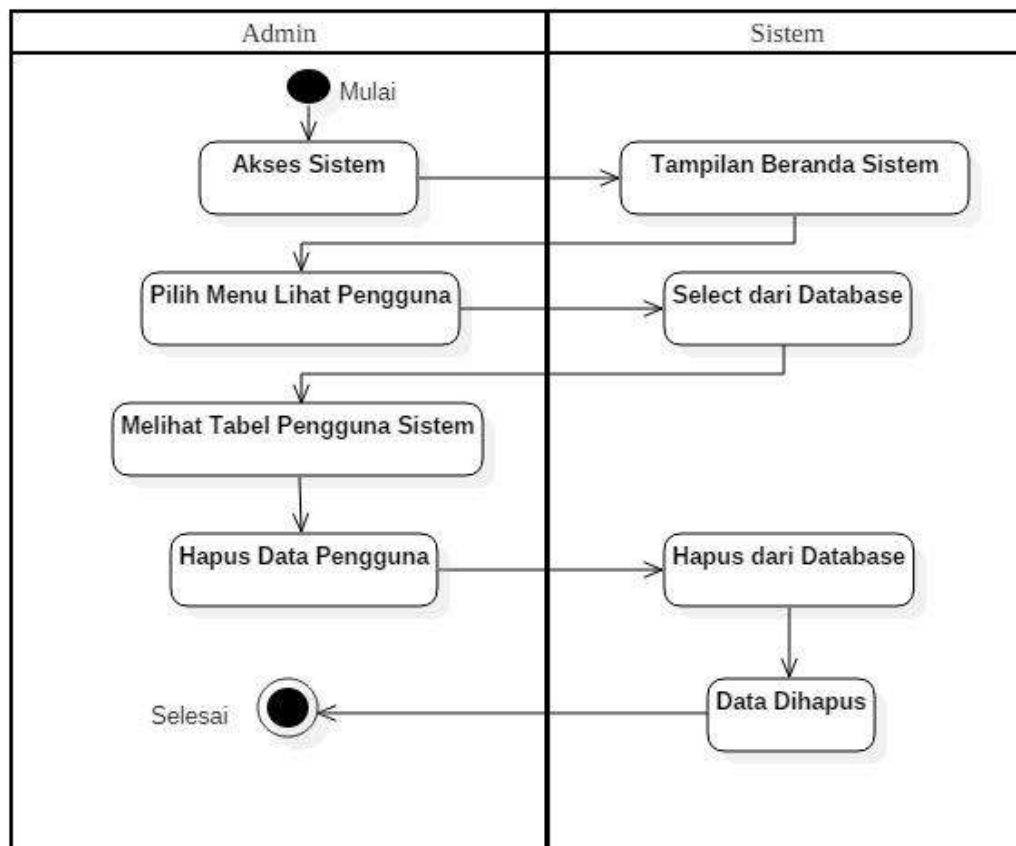 Admin
Sistem
Mulai
Akses Sistem
Tampilan Beranda Sistem
Pilih Menu Lihat Pengguna
Select dari Database
Melihat Tabel Pengguna Sistem
Hapus Data Pengguna
Hapus dari Database
Selesai
Data Dihapus